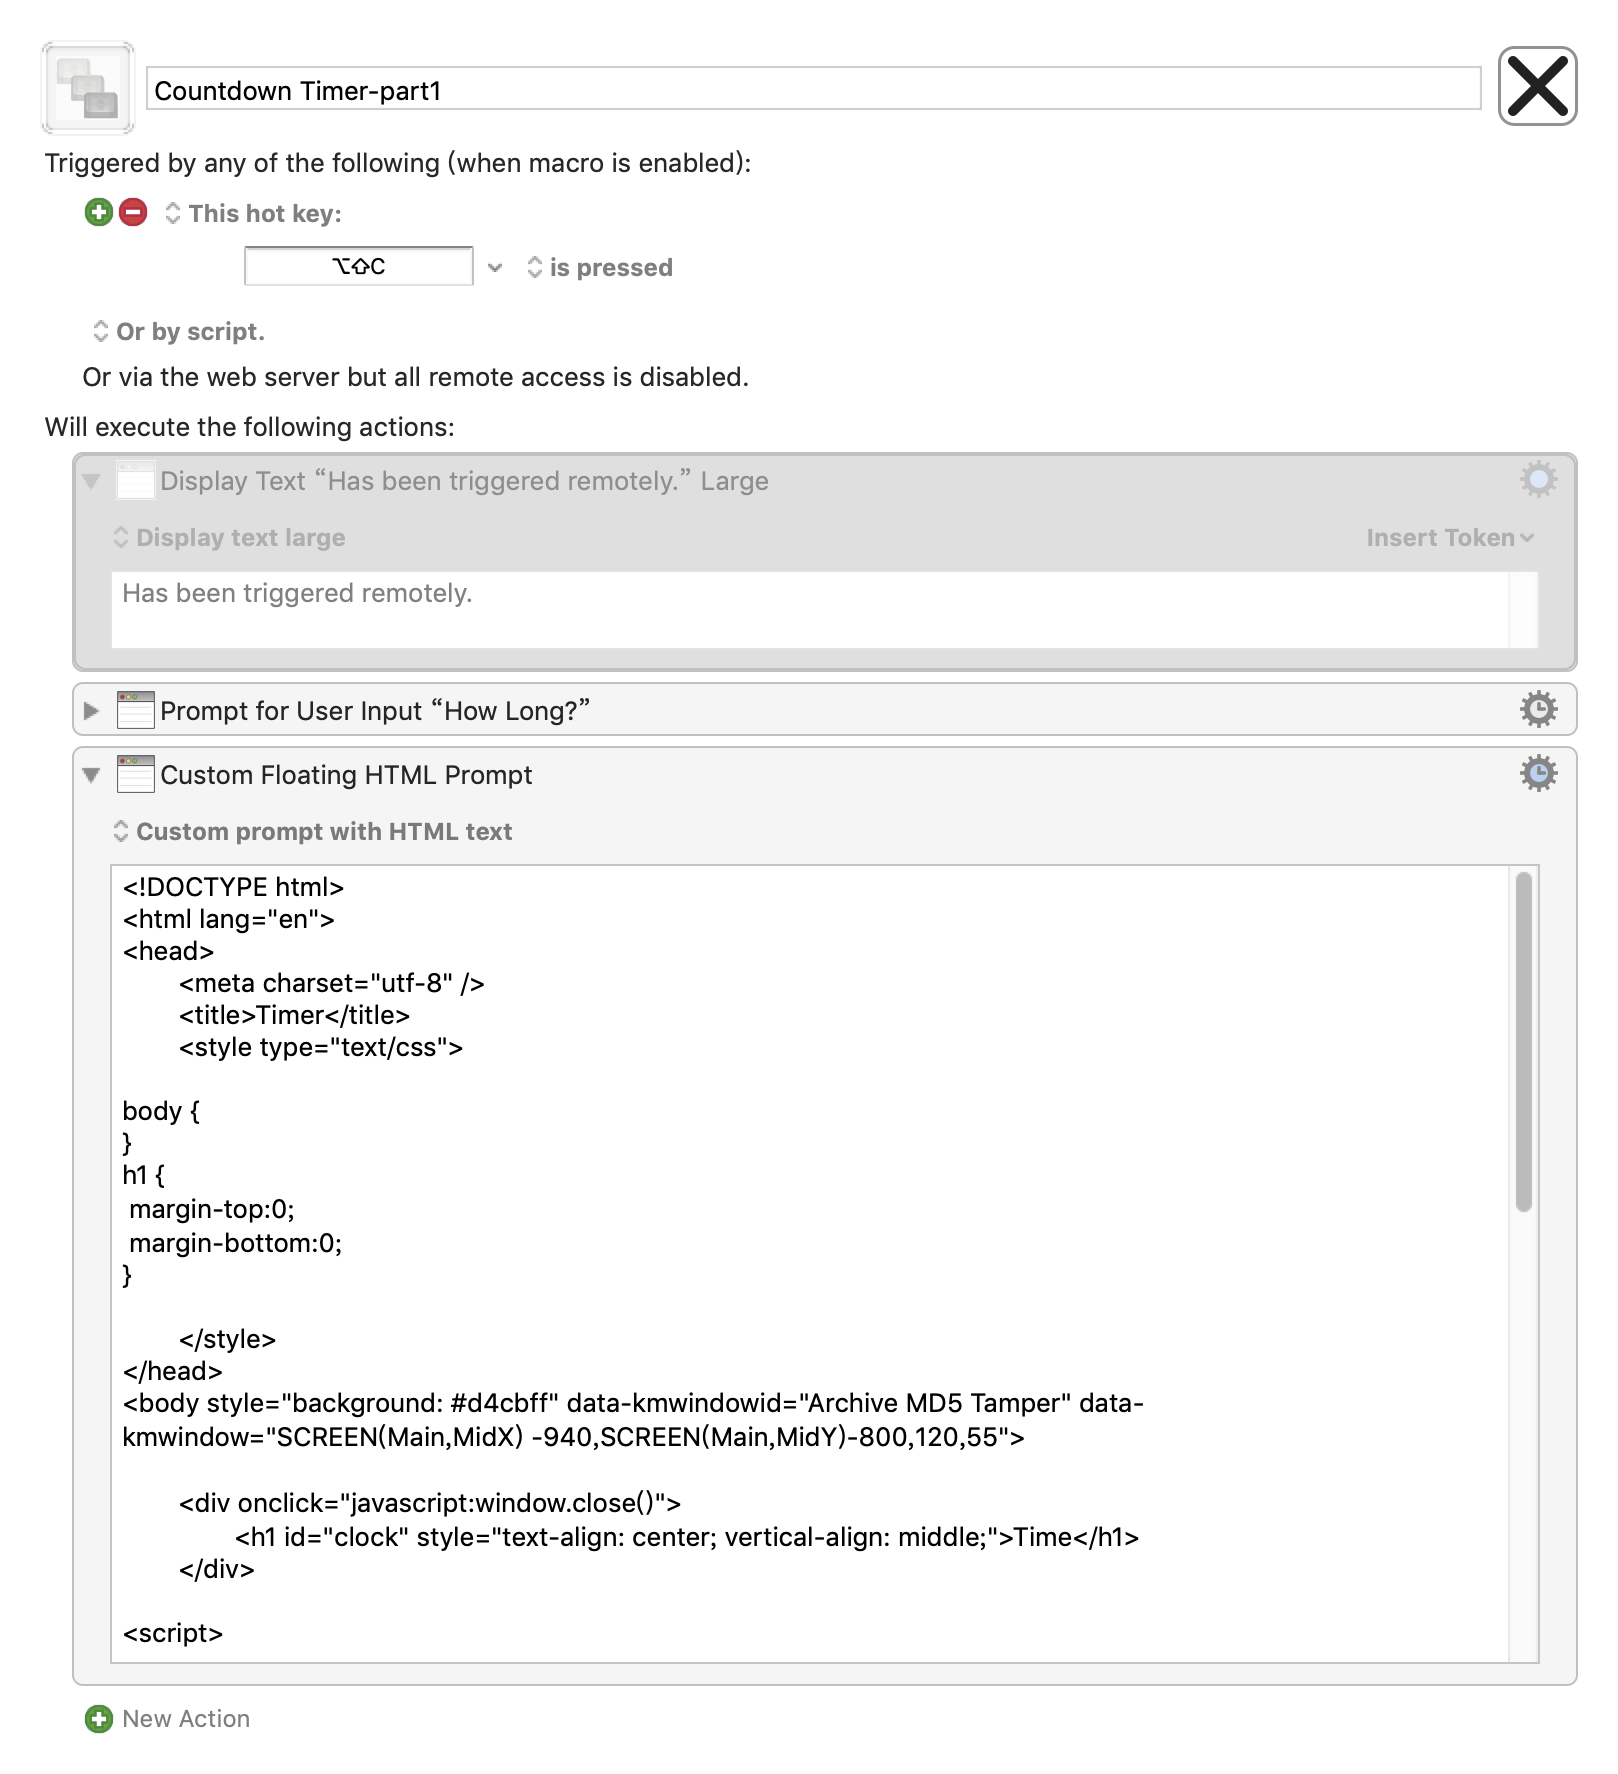 Countdown Timer-part1
Triggered by any of the following (when macro is enabled):
This hot key:
⌥⇧C
is pressed
Or by script.
Or via the web server but all remote access is disabled.
Will execute the following actions:
Display Text “Has been triggered remotely.” Large
Display text large
Insert Token
Has been triggered remotely.
Prompt for User Input “How Long?”
Custom Floating HTML Prompt
Custom prompt with HTML text
<!DOCTYPE html>
<html lang="en">
<head>
<meta charset="utf-8" />
<title>Timer</title>
<style type="text/css">
body {
}
h1 {
margin-top:0;
margin-bottom:0;
}
</style>
</head>
<body style="background: #d4cbff" data-kmwindowid="Archive MD5 Tamper" data-
kmwindow="SCREEN(Main,MidX) -940,SCREEN(Main,MidY)-800,120,55">
<div onclick="javascript:window.close()">
<h1 id="clock" style="text-align: center; vertical-align: middle;">Time</h1>
</div>
<script>
New Action